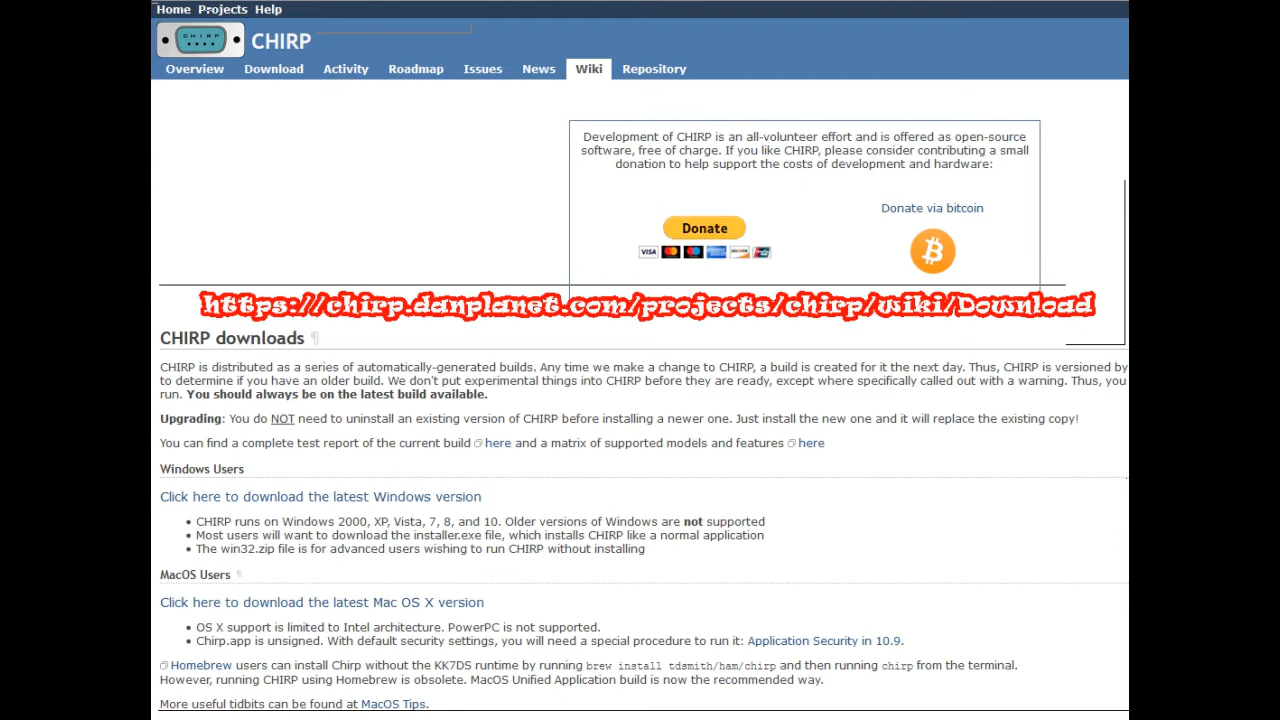 Home Projects Help
CHIRP
CHIRP
Overview Download Activity Roadmap Issues News Wiki Repository
Development of CHIRP is an all-volunteer effort and is offered as open-source
software, free of charge. If you like CHIRP, please consider contributing a small
donation to help support the costs of development and hardware:
Donate via bitcoin
Donate
VISA
https://chirp.danplanet.com/projects/chirp/wiki/Download
CHIRP downloads ¶
CHIRP is distributed as a series of automatically-generated builds. Any time we make a change to CHIRP, a build is created for it the next day. Thus, CHIRP is versioned by
to determine if you have an older build. We don't put experimental things into CHIRP before they are ready, except where specifically called out with a warning. Thus, you
run. You should always be on the latest build available.
Upgrading: You do NOT need to uninstall an existing version of CHIRP before installing a newer one. Just install the new one and it will replace the existing copy!
You can find a complete test report of the current build here and a matrix of supported models and features here
Windows Users
Click here to download the latest Windows version
• CHIRP runs on Windows 2000, XP, Vista, 7, 8, and 10. Older versions of Windows are not supported
• Most users will want to download the installer.exe file, which installs CHIRP like a normal application
• The win32.zip file is for advanced users wishing to run CHIRP without installing
MacOS Users ¶
Click here to download the latest Mac OS X version
• OS X support is limited to Intel architecture. PowerPC is not supported.
• Chirp.app is unsigned. With default security settings, you will need a special procedure to run it: Application Security in 10.9.
Homebrew users can install Chirp without the KK7DS runtime by running brew install tdsmith/ham/chirp and then running chirp from the terminal.
However, running CHIRP using Homebrew is obsolete. MacOS Unified Application build is now the recommended way.
More useful tidbits can be found at MacOS Tips.